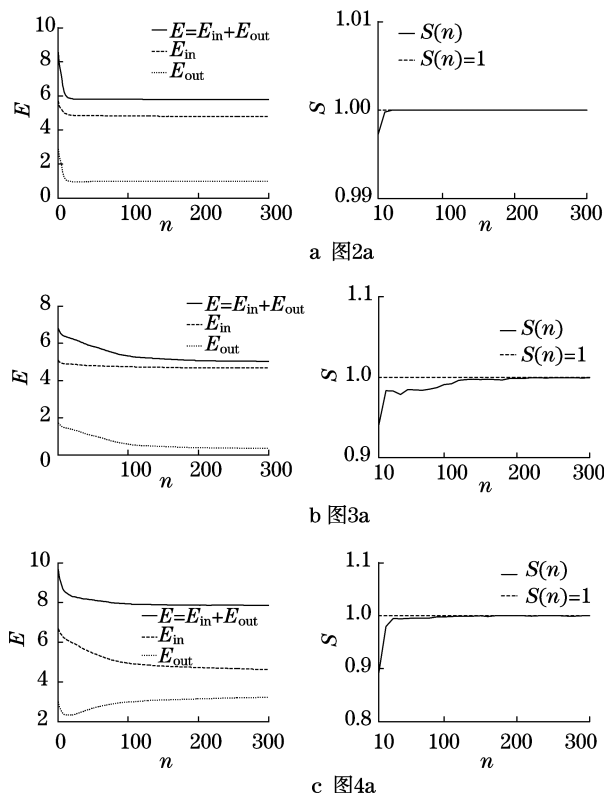 10
8
6
4
2
0
E
E=Ein+Eout
Ein
Eout
0 100 200 300
n
1.01
1.00
0.99
S
S(n)
S(n)=1
10 100 200 300
n
a 图2a
8
6
4
2
0
E
E=Ein+Eout
Ein
Eout
100 200 300
n
1.1
1.0
0.9
S
S(n)
S(n)=1
10 100 200 300
n
b 图3a
10
8
6
4
2
E
E=Ein+Eout
Ein
Eout
0 100 200 300
n
1.1
1.0
0.9
0.8
S
S(n)
S(n)=1
10 100 200 300
n
c 图4a